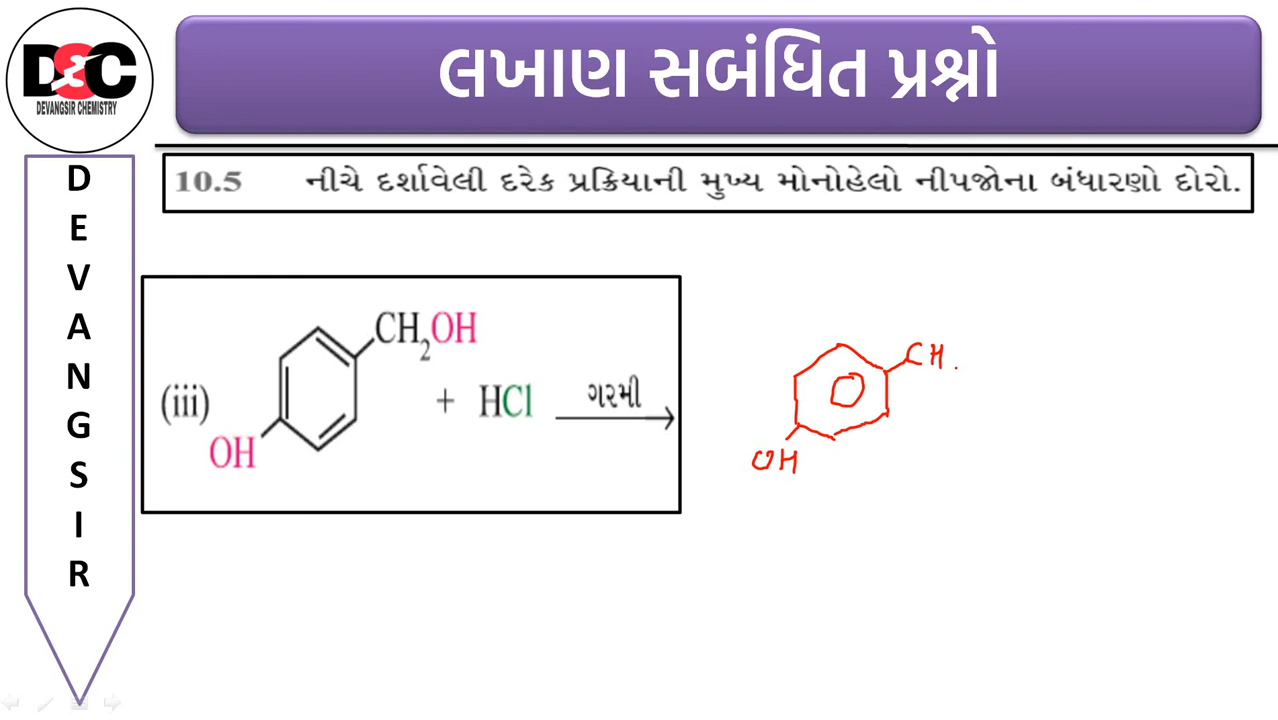 DEC
DEVANGSIR CHEMISTRY
લખાણ સબંધિત પ્રશ્નો
10.5 નીચે દર્શાવેલી દરેક પ્રક્રિયાની મુખ્ય મોનોહેલો નીપજોના બંધારણો દોરો.
D
E
V
A
N
G
S
I
R
(iii)
CH₂OH
OH
+ HCl
ગરમી
CH.
OH